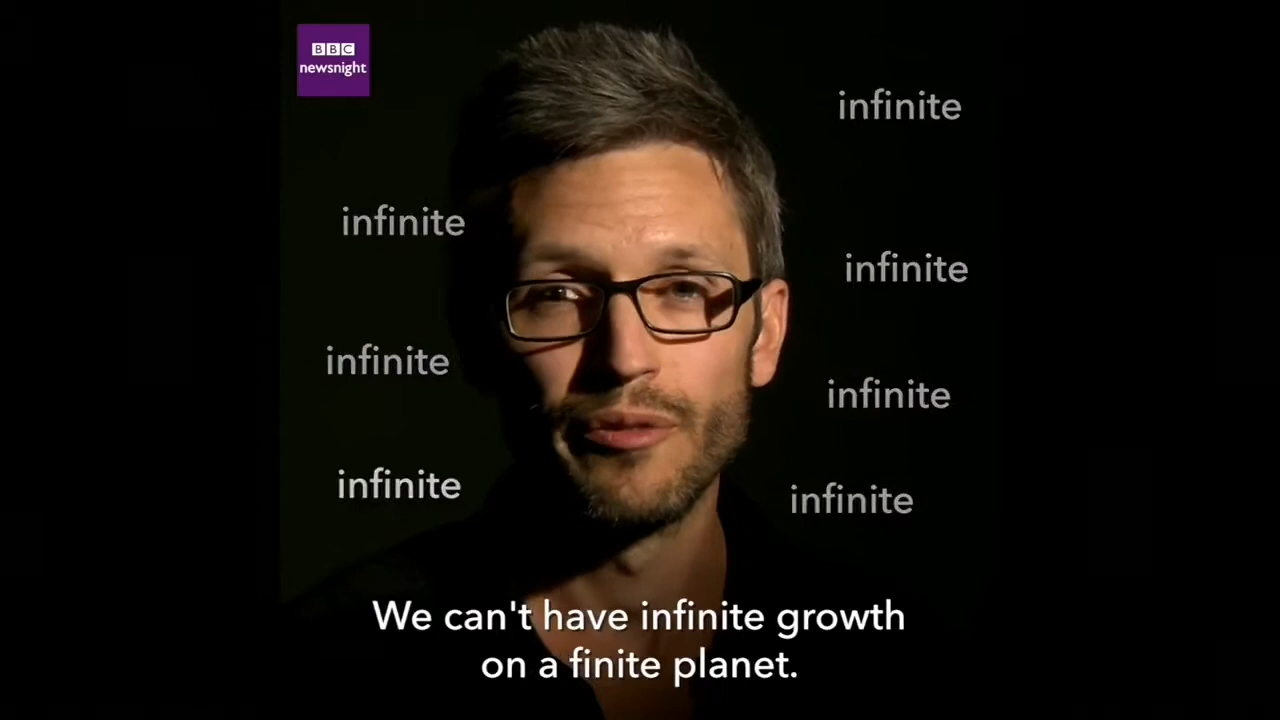 BBC
newsnight
infinite
infinite
infinite
infinite
infinite
infinite
infinite
We can't have infinite growth
on a finite planet.